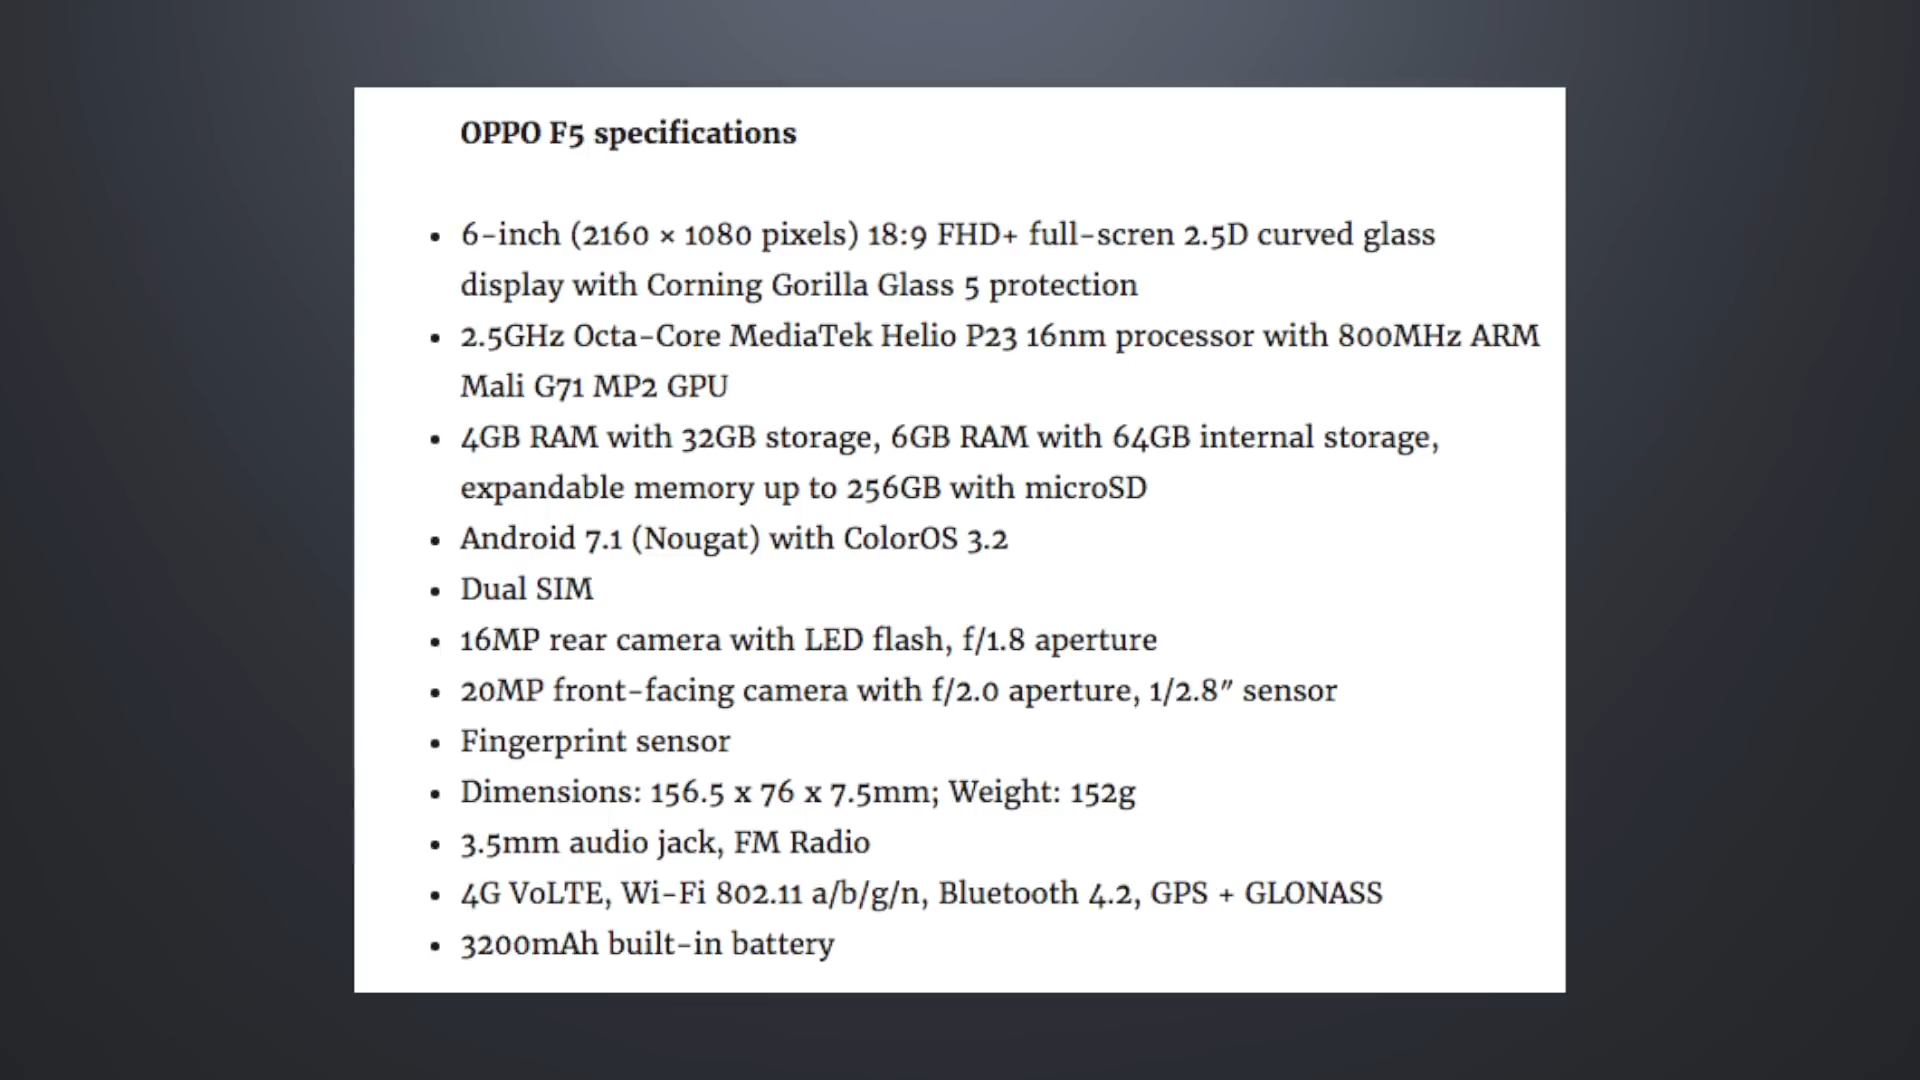 OPPO F5 specifications
• 6-inch (2160 × 1080 pixels) 18:9 FHD+ full-scren 2.5D curved glass
display with Corning Gorilla Glass 5 protection
• 2.5GHz Octa-Core MediaTek Helio P23 16nm processor with 800MHz ARM
Mali G71 MP2 GPU
• 4GB RAM with 32GB storage, 6GB RAM with 64GB internal storage,
expandable memory up to 256GB with microSD
• Android 7.1 (Nougat) with ColorOS 3.2
• Dual SIM
• 16MP rear camera with LED flash, f/1.8 aperture
• 20MP front-facing camera with f/2.0 aperture, 1/2.8″ sensor
• Fingerprint sensor
• Dimensions: 156.5 x 76 x 7.5mm; Weight: 152g
• 3.5mm audio jack, FM Radio
• 4G VoLTE, Wi-Fi 802.11 a/b/g/n, Bluetooth 4.2, GPS + GLONASS
• 3200mAh built-in battery